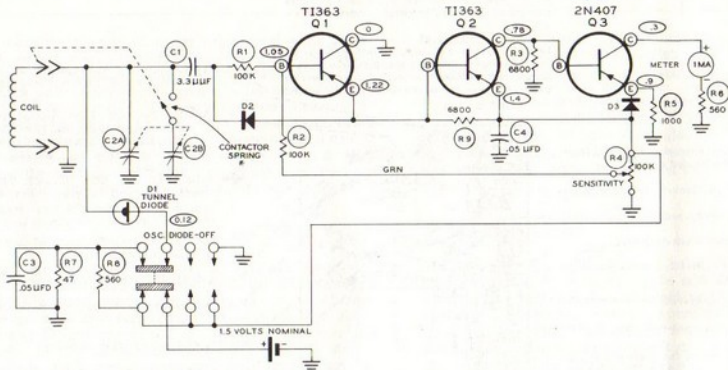 TI363
Q1
TI363
Q2
2N407
Q3
C1
3.3 UUF
R1
100K
1.05
B
C
0
E
1.22
D2
R2
100K
B
C
.78
E
1.4
R3
6800
B
C
.3
E
.9
D3
METER
1MA
R6
560
R5
1000
6800
R9
C4
.05 UFD
R4
100K
SENSITIVITY
GRN
COIL
C2A
C2B
CONTACTOR
SPRING
*
D1
TUNNEL
DIODE
0.12
OSC. DIODE-OFF
C3
.05UFD
R7
47
R8
560
1.5 VOLTS NOMINAL
+ -